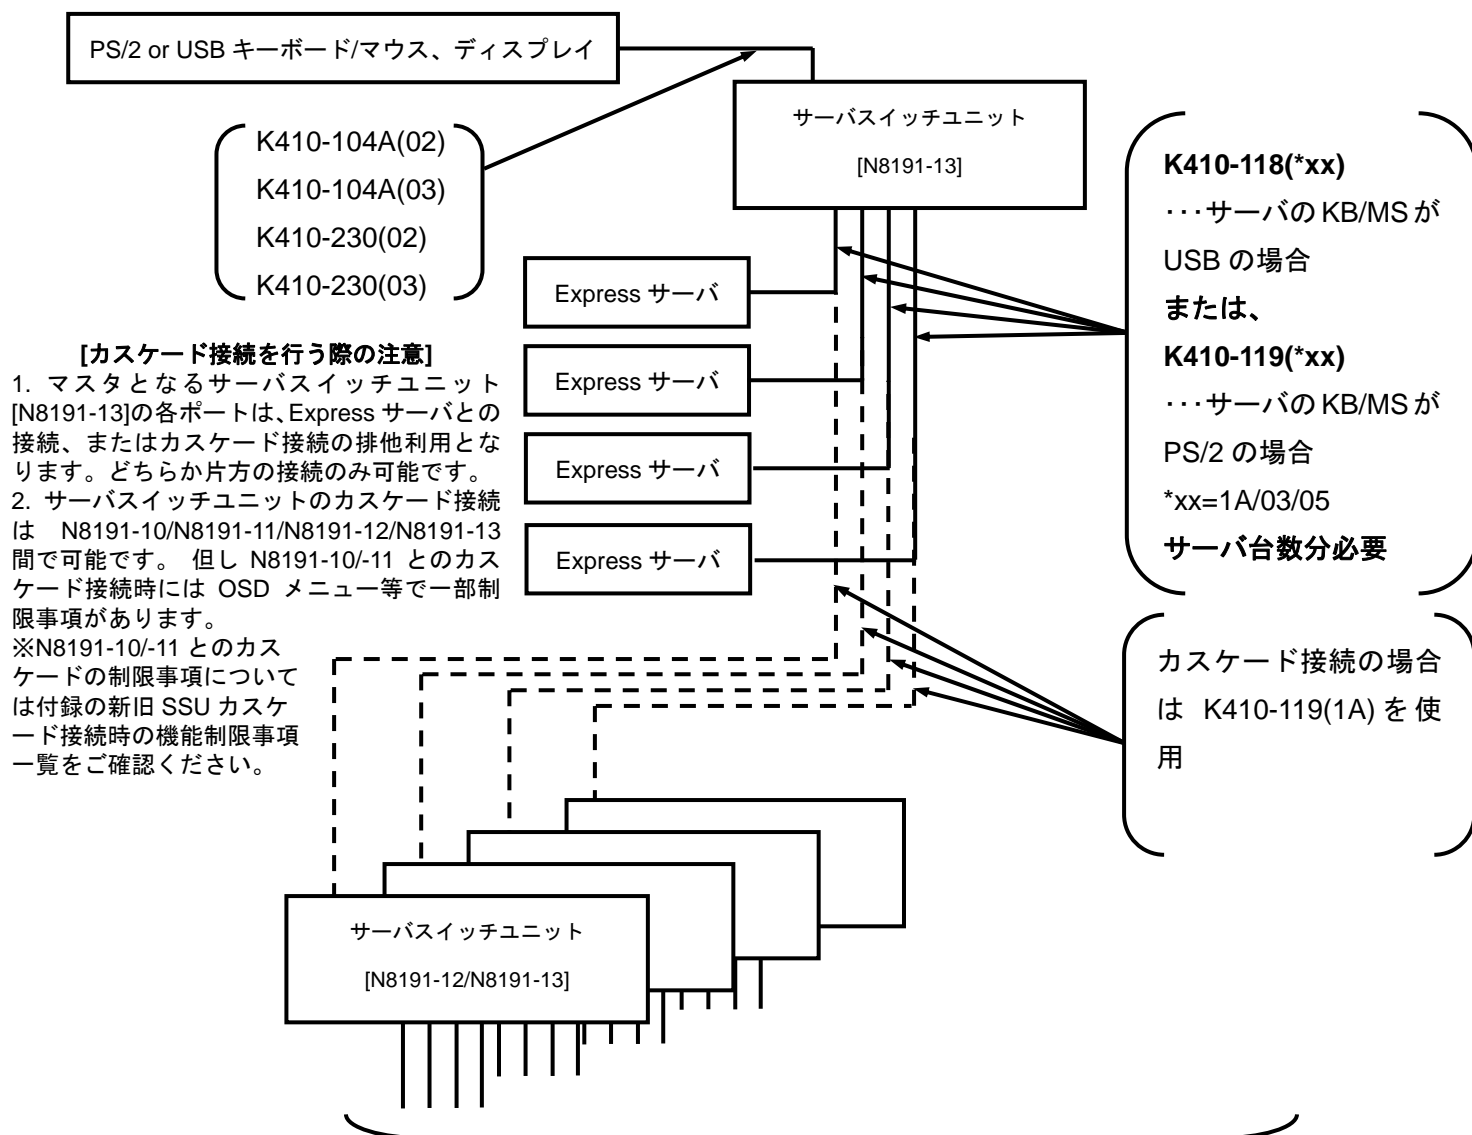 PS/2 or USB キーボード/マウス、ディスプレイ
サーバスイッチユニット
[N8191-13]
K410-104A(02)
K410-104A(03)
K410-230(02)
K410-230(03)
K410-118(*xx)
･･･サーバの KB/MS が
USB の場合
または、
K410-119(*xx)
･･･サーバの KB/MS が
PS/2 の場合
*xx=1A/03/05
サーバ台数分必要
Express サーバ
Express サーバ
Express サーバ
Express サーバ
[カスケード接続を行う際の注意]
1. マスタとなるサーバスイッチユニット
[N8191-13]の各ポートは、Express サーバとの
接続、またはカスケード接続の排他利用とな
ります。どちらか片方の接続のみ可能です。
2. サーバスイッチユニットのカスケード接続
は N8191-10/N8191-11/N8191-12/N8191-13
間で可能です。 但し N8191-10/-11 とのカス
ケード接続時には OSD メニュー等で一部制
限事項があります。
※N8191-10/-11 とのカス
ケードの制限事項について
は付録の新旧 SSU カスケ
ード接続時の機能制限事項
一覧をご確認ください。
カスケード接続の場合
は K410-119(1A) を 使
用
サーバスイッチユニット
[N8191-12/N8191-13]